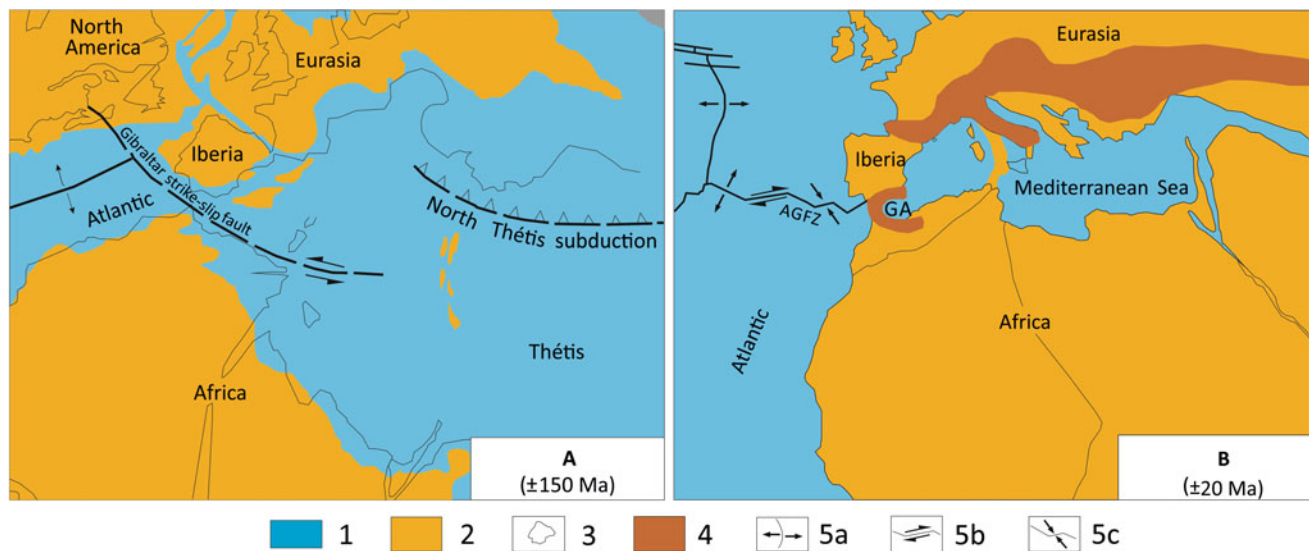 North
America
Eurasia
Iberia
Gibraltar strike-slip fault
Atlantic
North Thétis subduction
Thétis
Africa
A
(±150 Ma)
Eurasia
Iberia
Mediterranean Sea
GA
AGFZ
Atlantic
Africa
B
(±20 Ma)
1 2 3 4 5a 5b 5c